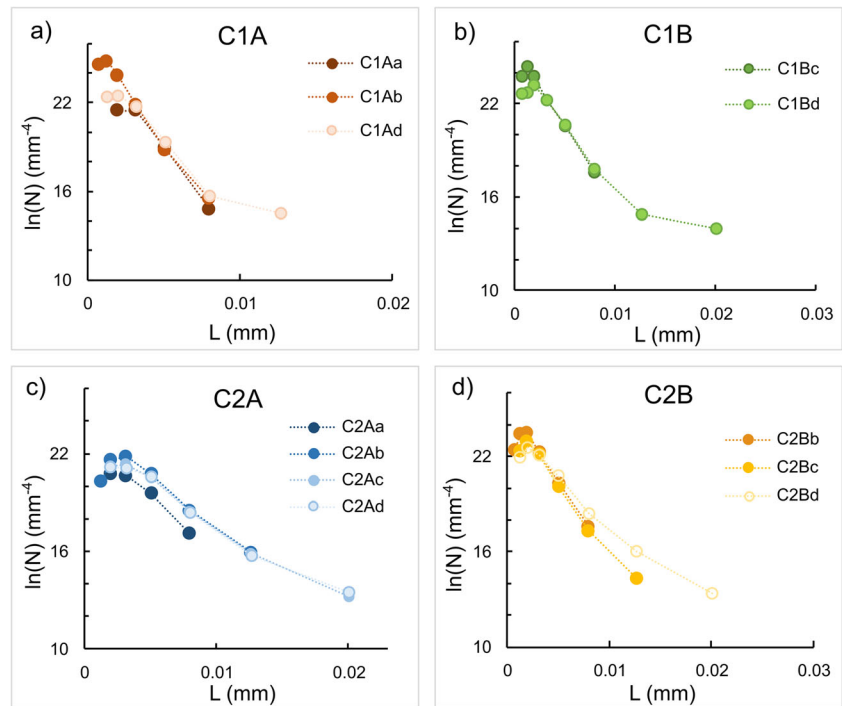 a)
C1A
C1Aa
C1Ab
C1Ad
ln(N) (mm-4)
22
16
10
0
0.01
0.02
L (mm)
b)
C1B
C1Bc
C1Bd
ln(N) (mm-4)
22
16
10
0
0.01
0.02
0.03
L (mm)
c)
C2A
C2Aa
C2Ab
C2Ac
C2Ad
ln(N) (mm-4)
22
16
10
0
0.01
0.02
L (mm)
d)
C2B
C2Bb
C2Bc
C2Bd
ln(N) (mm-4)
22
16
10
0
0.01
0.02
0.03
L (mm)